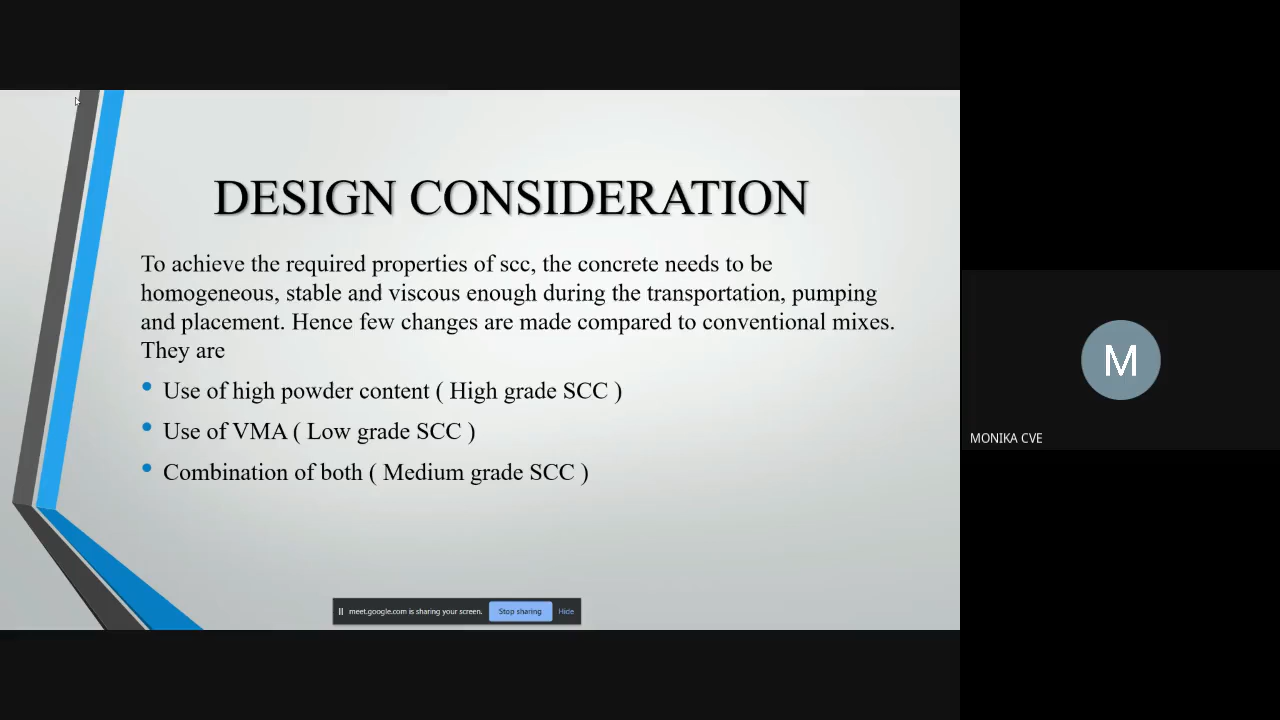 DESIGN CONSIDERATION
To achieve the required properties of scc, the concrete needs to be
homogeneous, stable and viscous enough during the transportation, pumping
and placement. Hence few changes are made compared to conventional mixes.
They are
• Use of high powder content ( High grade SCC )
• Use of VMA ( Low grade SCC )
• Combination of both ( Medium grade SCC )
meet.google.com is sharing your screen. Stop sharing Hide
M
MONIKA CVE